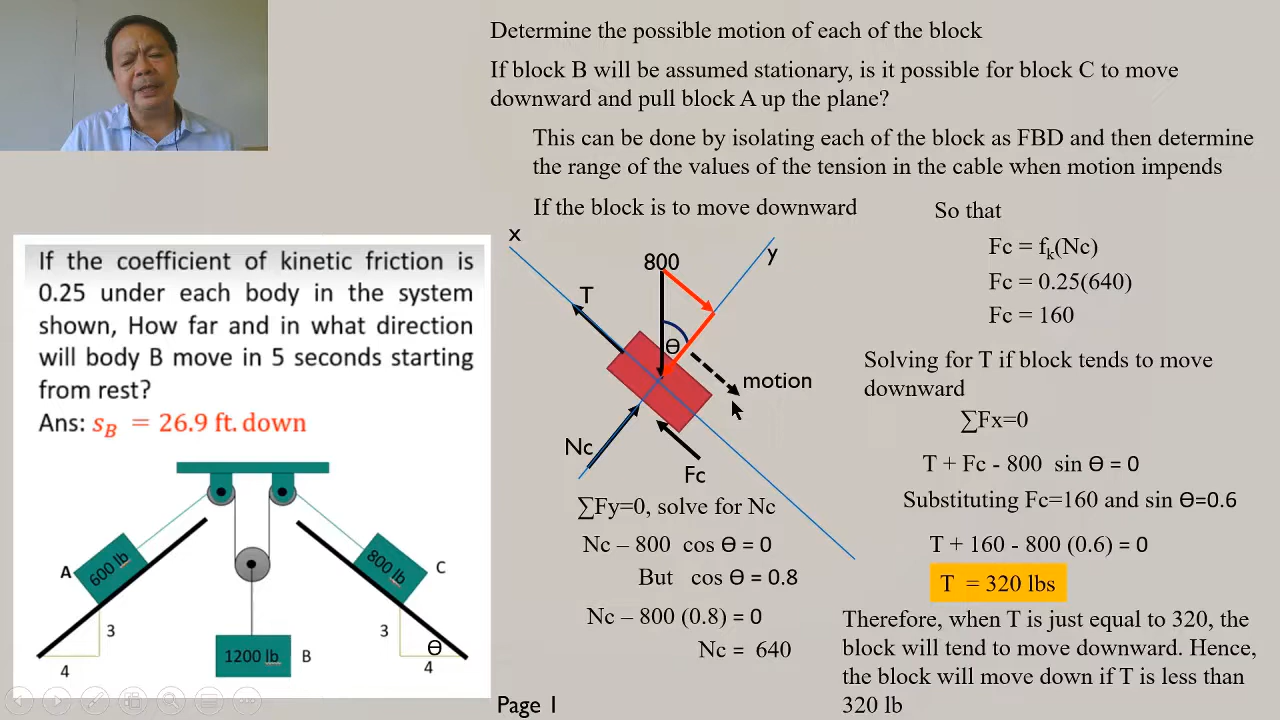 Determine the possible motion of each of the block
If block B will be assumed stationary, is it possible for block C to move
downward and pull block A up the plane?
This can be done by isolating each of the block as FBD and then determine
the range of the values of the tension in the cable when motion impends
If the block is to move downward
x
800
y
T
Ө
motion
Nc
Fc
∑Fy=0, solve for Nc
Nc – 800 cos Ө = 0
But cos Ө = 0.8
Nc – 800 (0.8) = 0
Nc = 640
So that
Fc = fk(Nc)
Fc = 0.25(640)
Fc = 160
Solving for T if block tends to move
downward
∑Fx=0
T + Fc - 800 sin Ө = 0
Substituting Fc=160 and sin Ө=0.6
T + 160 - 800 (0.6) = 0
T = 320 lbs
Therefore, when T is just equal to 320, the
block will tend to move downward. Hence,
the block will move down if T is less than
320 lb
If the coefficient of kinetic friction is
0.25 under each body in the system
shown, How far and in what direction
will body B move in 5 seconds starting
from rest?
Ans: sB = 26.9 ft. down
A
600 lb
3
4
1200 lb
B
800 lb
C
3
Ө
4
Page 1